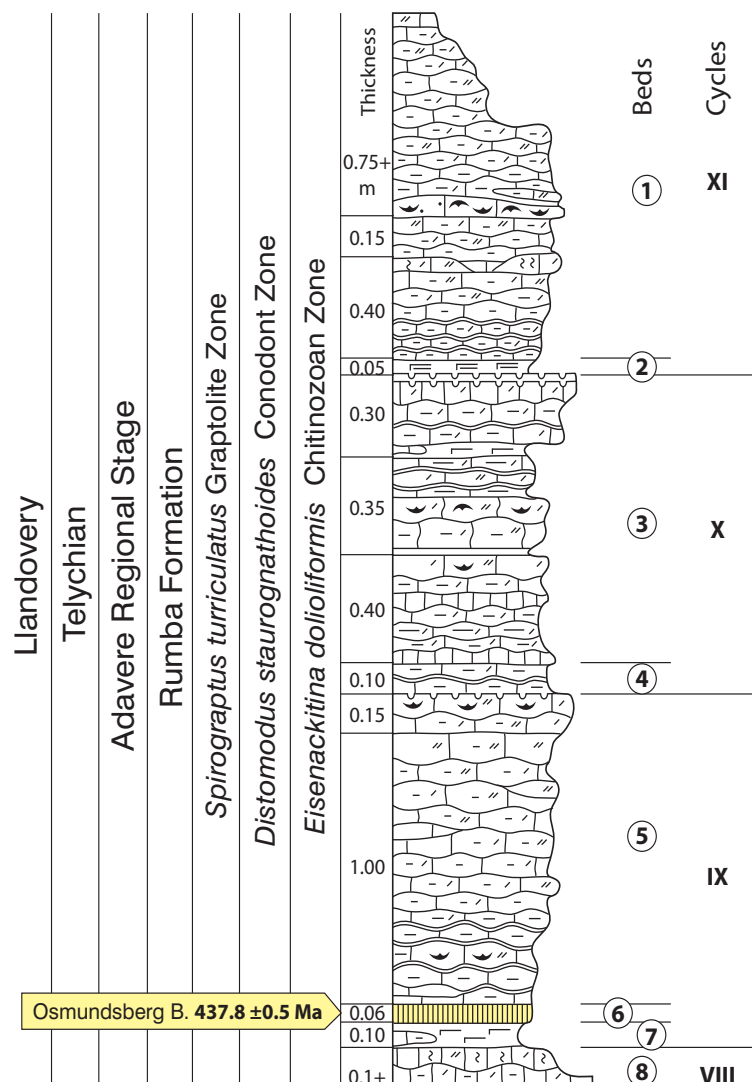 Llandovery
Telychian
Adavere Regional Stage
Rumba Formation
Spirograptus turriculatus Graptolite Zone
Distomodus staurognathoides Conodont Zone
Eisenackitina dolioliformis Chitinozoan Zone
Thickness
Beds
Cycles
0.75+
m
0.15
0.40
0.05
0.30
0.35
0.40
0.10
0.15
1.00
0.06
0.10
0.1+
1
2
3
4
5
6
7
8
XI
X
IX
VIII
Osmundsberg B. 437.8 ±0.5 Ma